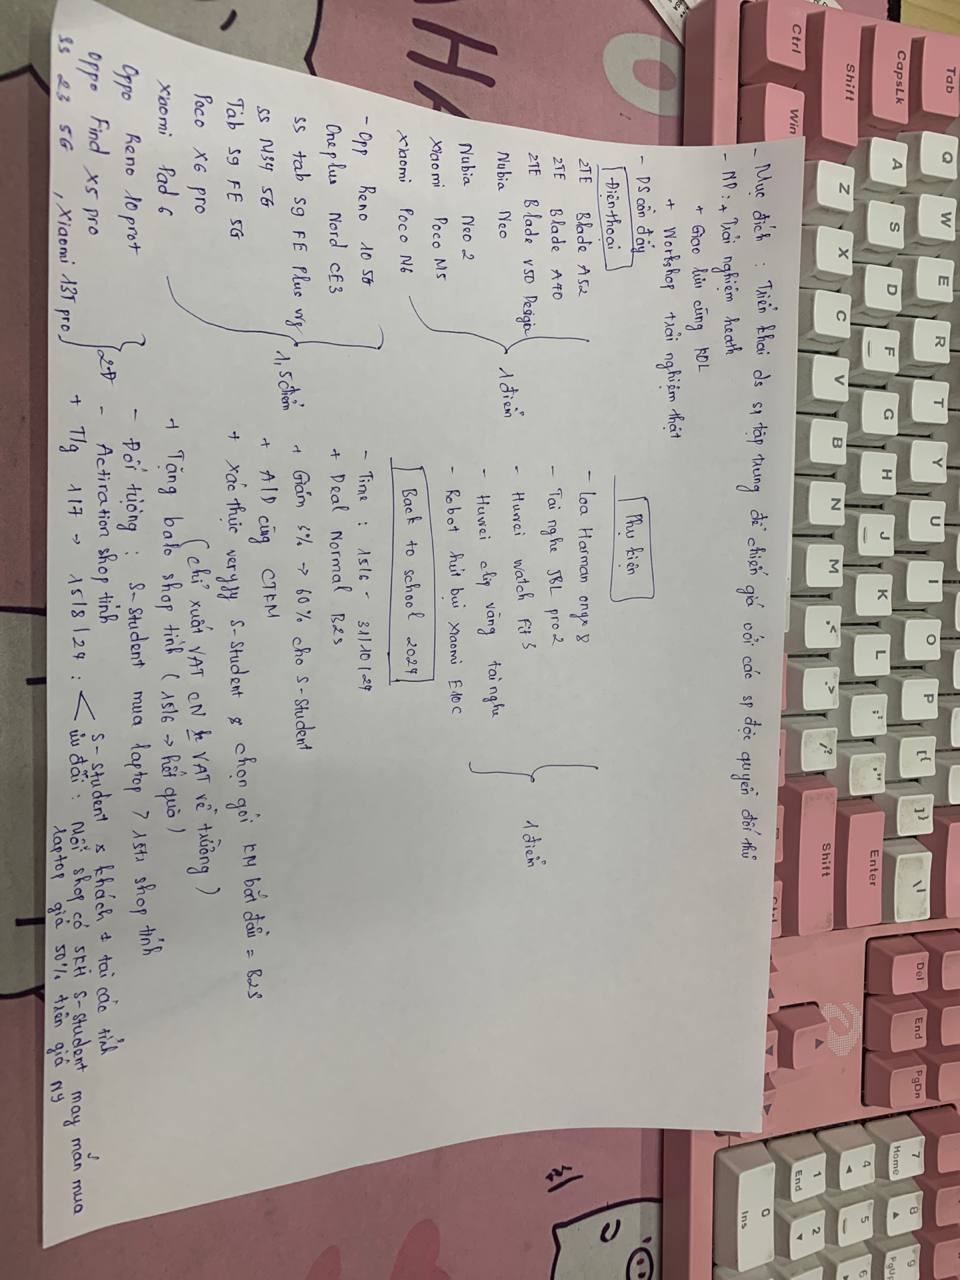 Tab Q W E R T Y U I O P [{ ]} \| Del End PgDn 7 Home 8 9 PgUp
CapsLk A S D F G H J K L ;: '" Enter 4 5 6
Shift Z X C V B N M ,< .> /? Shift 1 End 2
Ctrl Win Ctrl 0 Ins
- Mục đích : Triển khai ds sp tập trung để chiến giá với các sp độc quyền đối thủ
- ND : + Trải nghiệm heath
+ Giao lưu cùng KOL
+ Workshop trải nghiệm thật
- DS cần đẩy
Điện thoại
ZTE Blade A52
ZTE Blade A40
ZTE Blade V50 Design
Nubia Neo
Nubia Neo 2
Xiaomi Poco M5
Xiaomi Poco M6
1 điểm
- Opp Reno 10 5G
Oneplus Nord CE3
SS tab S9 FE Plus wf
SS M34 5G
Tab S9 FE 5G
Poco X6 pro
Xiaomi Pad 6
1,5 điểm
Oppo Reno 10 pro+
Oppo Find X5 pro
SS 23 5G , Xiaomi 13T pro
2đ
Phụ kiện
- Loa Harman onyx 8
- Tai nghe JBL pro 2
- Huwei watch Fit 3
- Huwei clip vàng tai nghe
- Robot hút bụi Xiaomi E10C
1 điểm
Back to school 2024
- Time : 15/6 - 31/10/24
+ Deal Normal B2S
+ Giảm 5% → 60% cho S-Student
+ A/D cùng CTKM
+ Xác thực veryfy S-Student & chọn gói KM bắt đầu = B2S
( chỉ xuất VAT CN k VAT về trường )
+ Tặng balo shop tỉnh ( 15/6 → hết quà )
- Đối tượng : S-Student mua laptop > 15tr shop tỉnh
- Activation shop tỉnh
+ T/g 1/7 → 15/8/24 : S-student & khách ± tại các tỉnh
ưu đãi : Mỗi shop có 5KH S-Student may mắn mua
laptop giá 50% trên giá NY